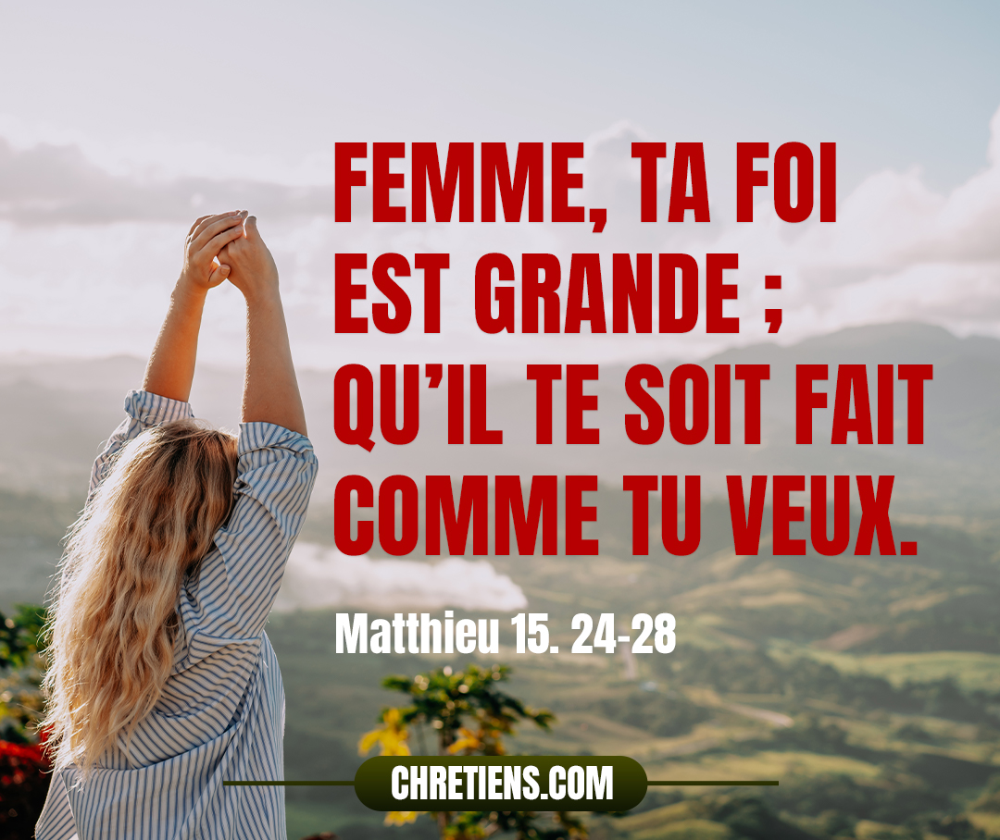 FEMME, TA FOI
EST GRANDE ;
QU’IL TE SOIT FAIT
COMME TU VEUX.
Matthieu 15. 24-28
CHRETIENS.COM